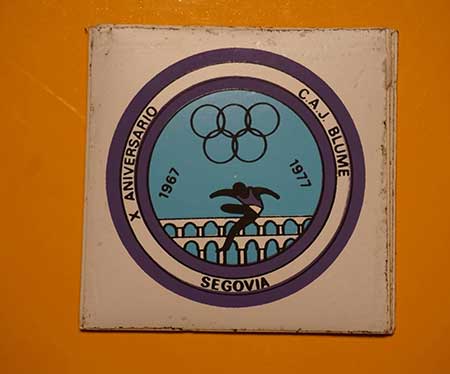 X ANIVERSARIO
C.A.J. BLUME
1967
1977
SEGOVIA